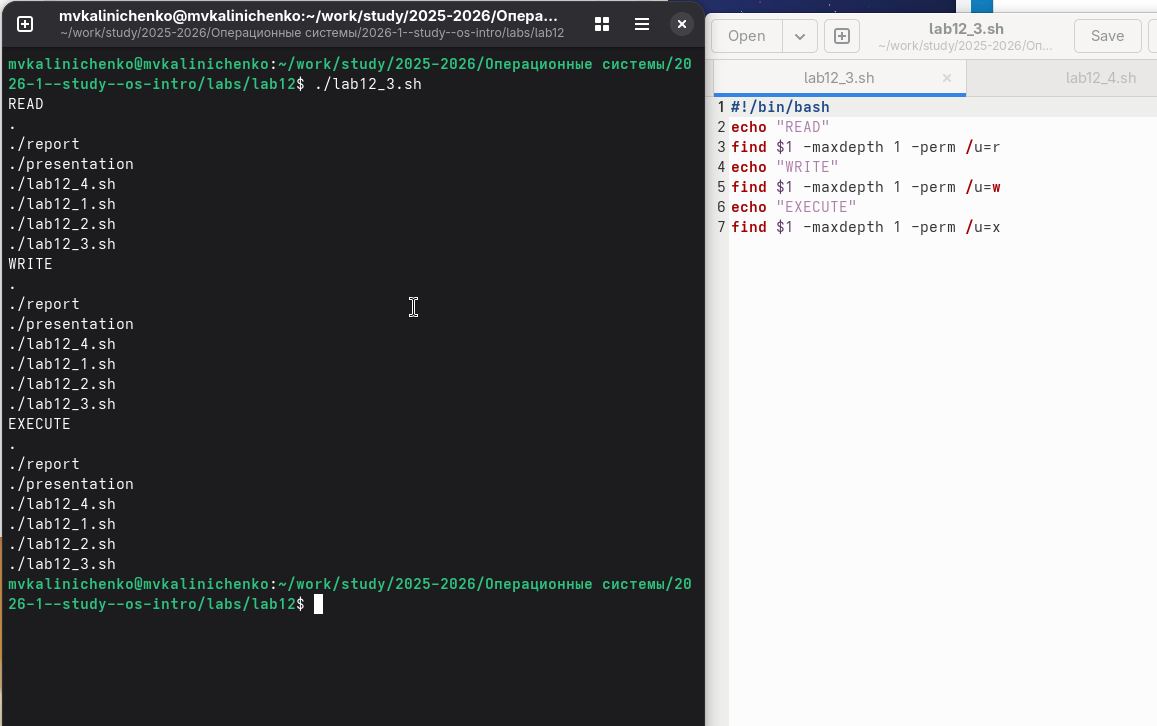 mvkalinichenko@mvkalinichenko:~/work/study/2025-2026/Опера...
~/work/study/2025-2026/Операционные системы/2026-1--study--os-intro/labs/lab12
mvkalinichenko@mvkalinichenko:~/work/study/2025-2026/Операционные системы/20
26-1--study--os-intro/labs/lab12$ ./lab12_3.sh
READ
.
./report
./presentation
./lab12_4.sh
./lab12_1.sh
./lab12_2.sh
./lab12_3.sh
WRITE
.
./report
./presentation
./lab12_4.sh
./lab12_1.sh
./lab12_2.sh
./lab12_3.sh
EXECUTE
.
./report
./presentation
./lab12_4.sh
./lab12_1.sh
./lab12_2.sh
./lab12_3.sh
mvkalinichenko@mvkalinichenko:~/work/study/2025-2026/Операционные системы/20
26-1--study--os-intro/labs/lab12$
Open
lab12_3.sh
~/work/study/2025-2026/Оп...
Save
lab12_3.sh
lab12_4.sh
1 #!/bin/bash
2 echo "READ"
3 find $1 -maxdepth 1 -perm /u=r
4 echo "WRITE"
5 find $1 -maxdepth 1 -perm /u=w
6 echo "EXECUTE"
7 find $1 -maxdepth 1 -perm /u=x